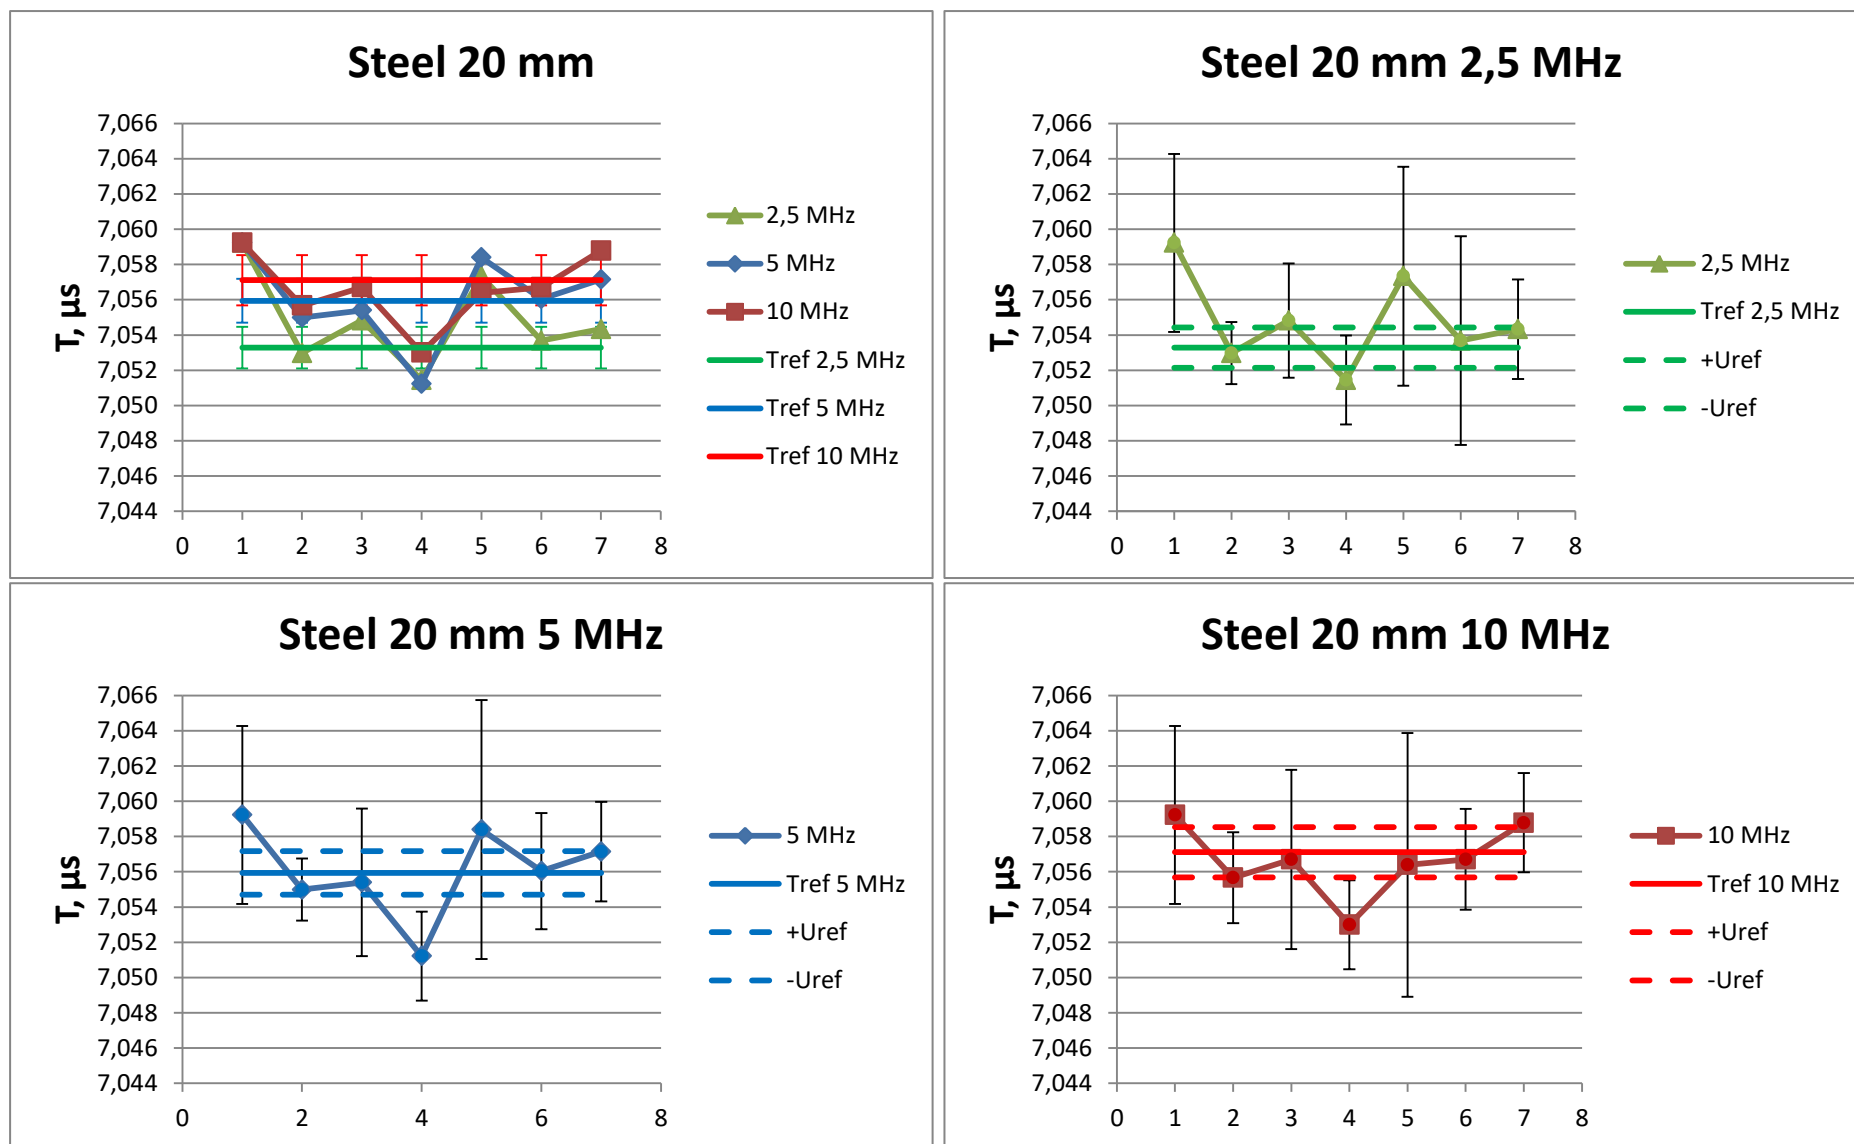 Steel 20 mm
7,066
7,064
7,062
7,060
7,058
7,056
7,054
7,052
7,050
7,048
7,046
7,044
T, µs
0 1 2 3 4 5 6 7 8
2,5 MHz
5 MHz
10 MHz
Tref 2,5 MHz
Tref 5 MHz
Tref 10 MHz
Steel 20 mm 2,5 MHz
7,066
7,064
7,062
7,060
7,058
7,056
7,054
7,052
7,050
7,048
7,046
7,044
T, µs
0 1 2 3 4 5 6 7 8
2,5 MHz
Tref 2,5 MHz
+Uref
-Uref
Steel 20 mm 5 MHz
7,066
7,064
7,062
7,060
7,058
7,056
7,054
7,052
7,050
7,048
7,046
7,044
T, µs
0 2 4 6 8
5 MHz
Tref 5 MHz
+Uref
-Uref
Steel 20 mm 10 MHz
7,066
7,064
7,062
7,060
7,058
7,056
7,054
7,052
7,050
7,048
7,046
7,044
T, µs
0 1 2 3 4 5 6 7 8
10 MHz
Tref 10 MHz
+Uref
-Uref